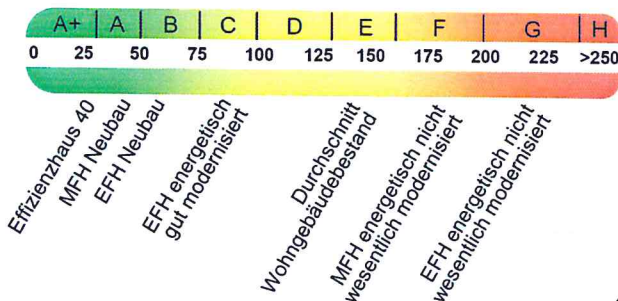 A+ A B C D E F G H
0 25 50 75 100 125 150 175 200 225 >250
Effizienzhaus 40
MFH Neubau
EFH Neubau
EFH energetisch
gut modernisiert
Durchschnitt
Wohngebäudebestand
MFH energetisch nicht
wesentlich modernisiert
EFH energetisch nicht
wesentlich modernisiert